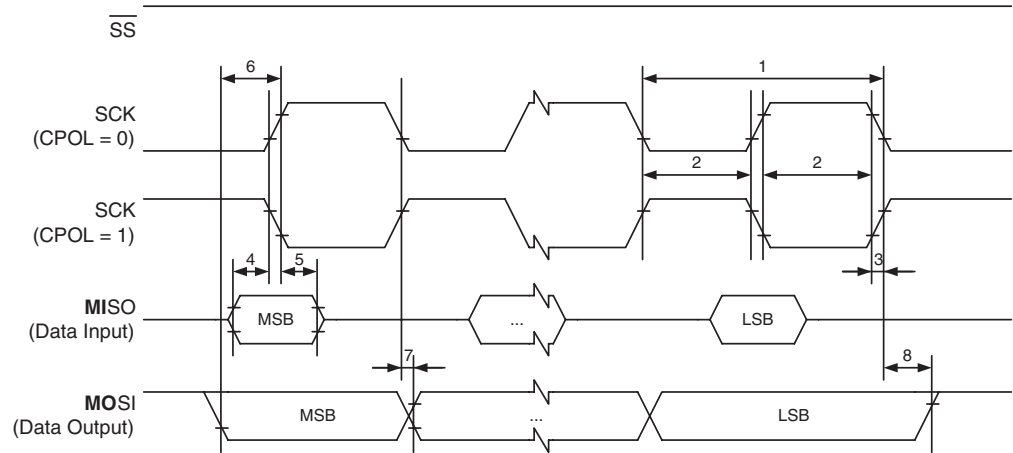 SS
6
1
SCK
(CPOL = 0)
2
2
SCK
(CPOL = 1)
4
5
3
MISO
(Data Input)
MSB
...
LSB
7
8
MOSI
(Data Output)
MSB
...
LSB